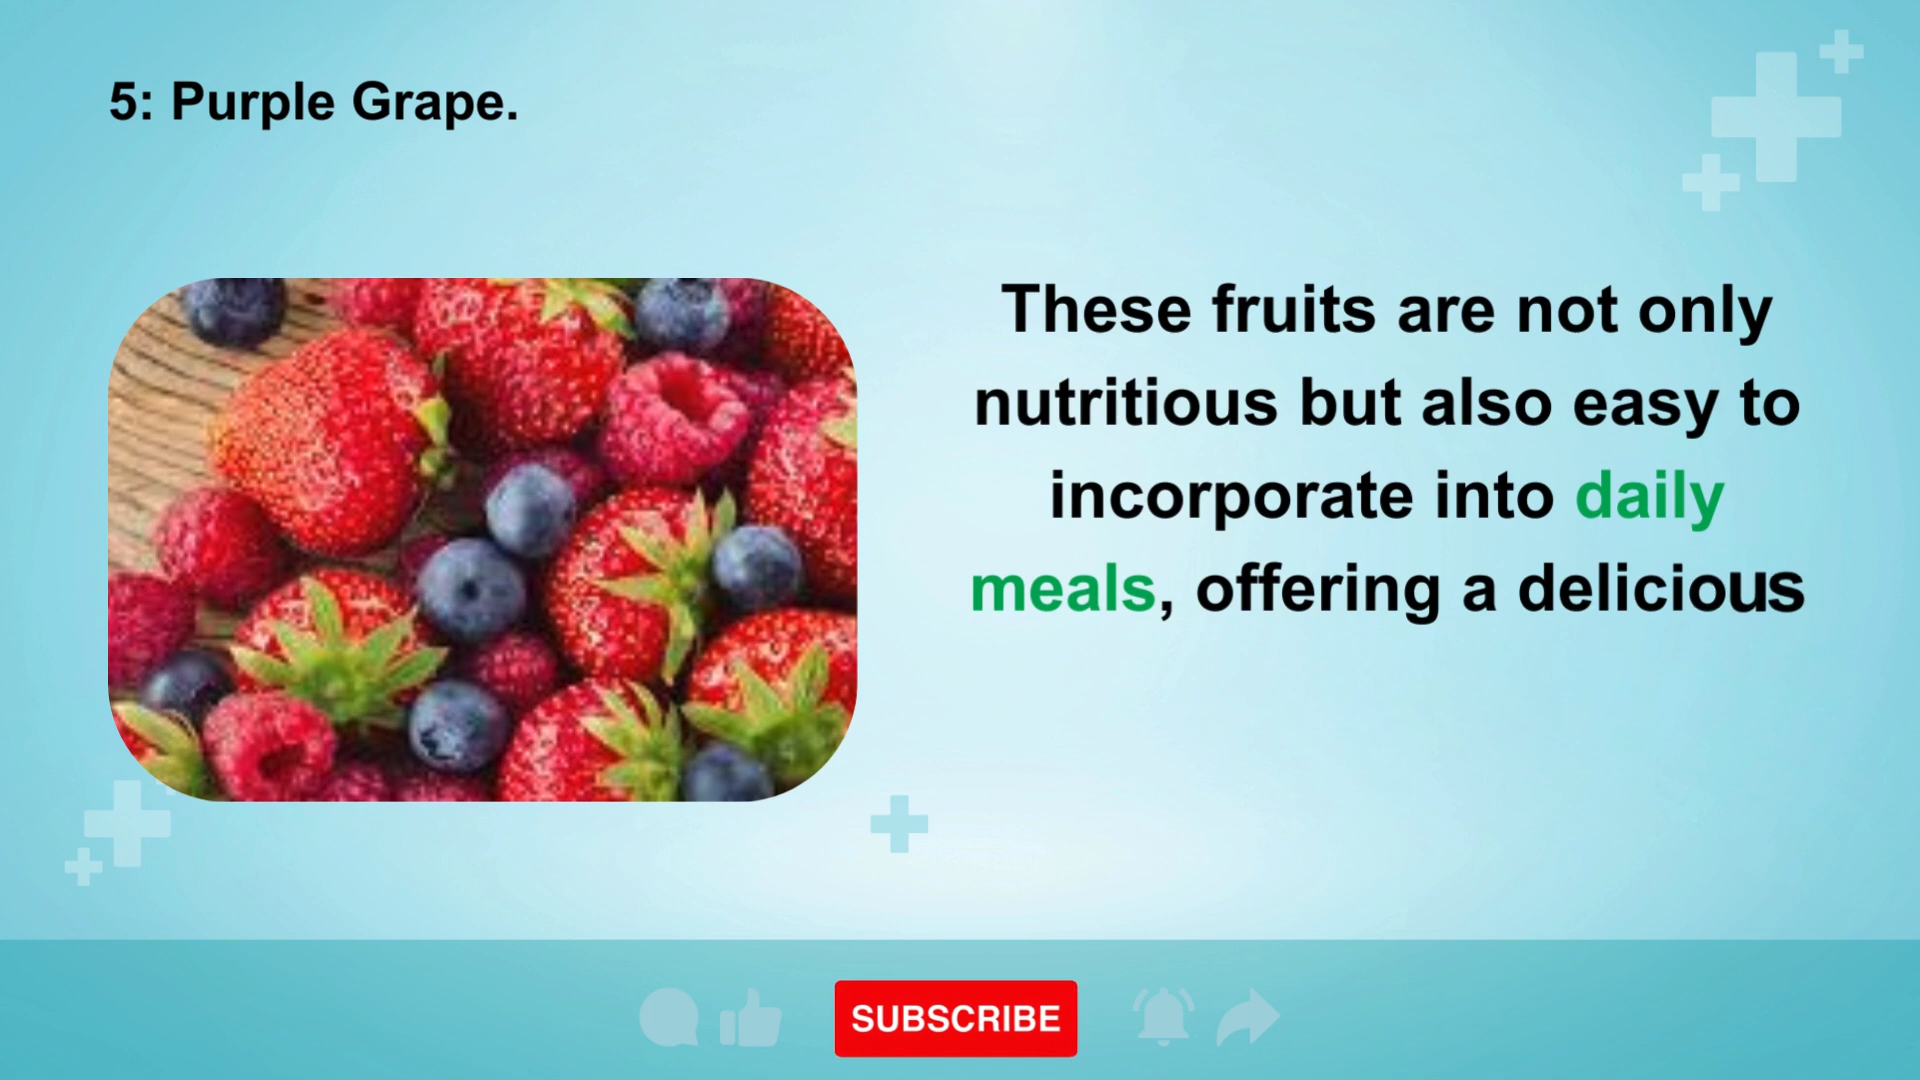 5: Purple Grape.
These fruits are not only
nutritious but also easy to
incorporate into daily
meals, offering a delicious
SUBSCRIBE